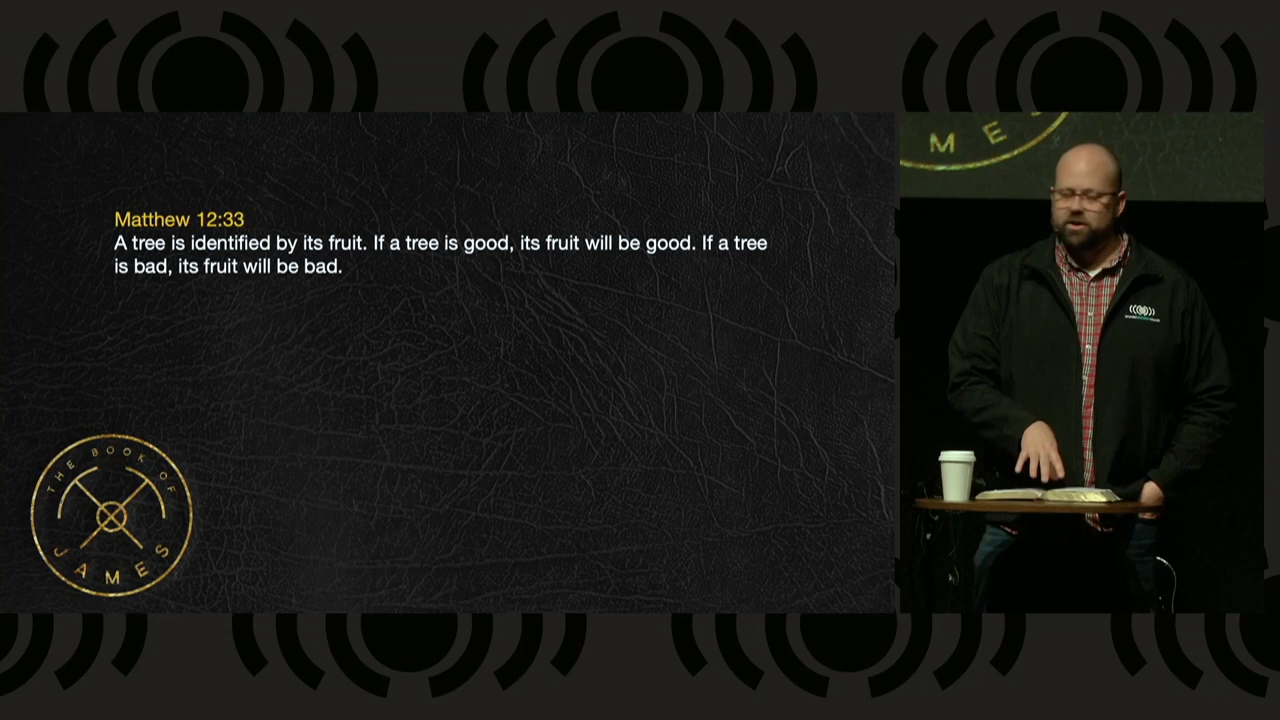 Matthew 12:33
A tree is identified by its fruit. If a tree is good, its fruit will be good. If a tree
is bad, its fruit will be bad.
THE BOOK OF
JAMES
M E